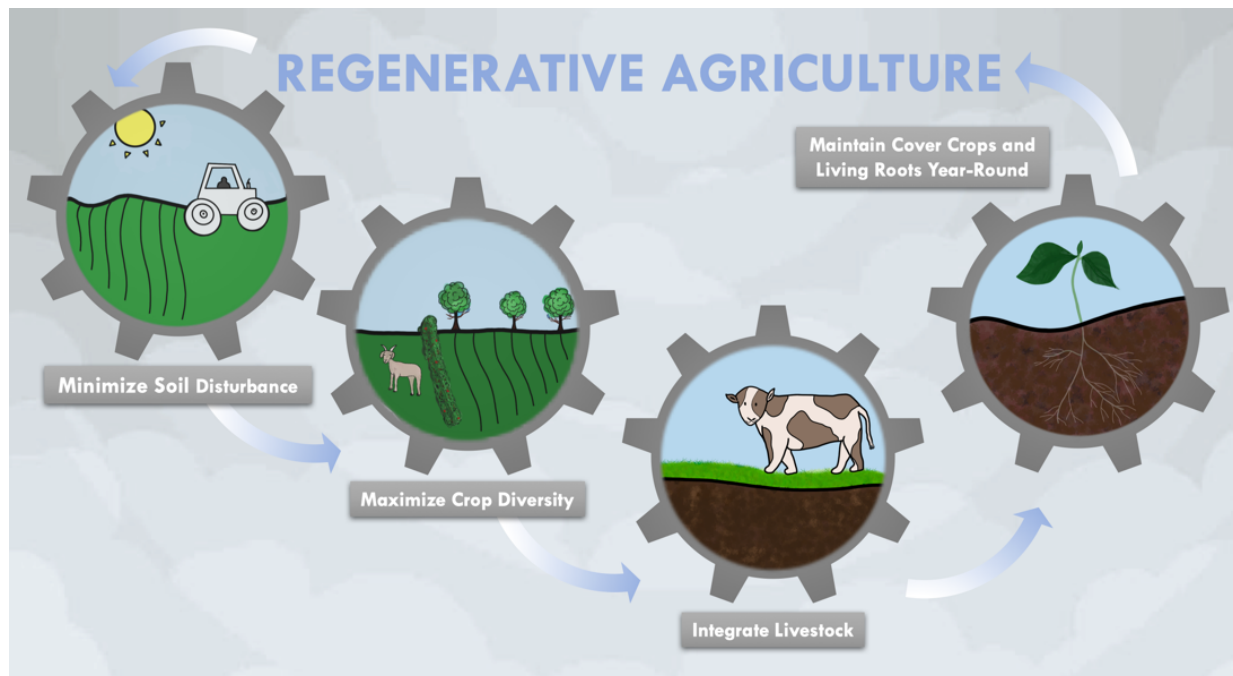 REGENERATIVE AGRICULTURE
Minimize Soil Disturbance
Maximize Crop Diversity
Integrate Livestock
Maintain Cover Crops and
Living Roots Year-Round